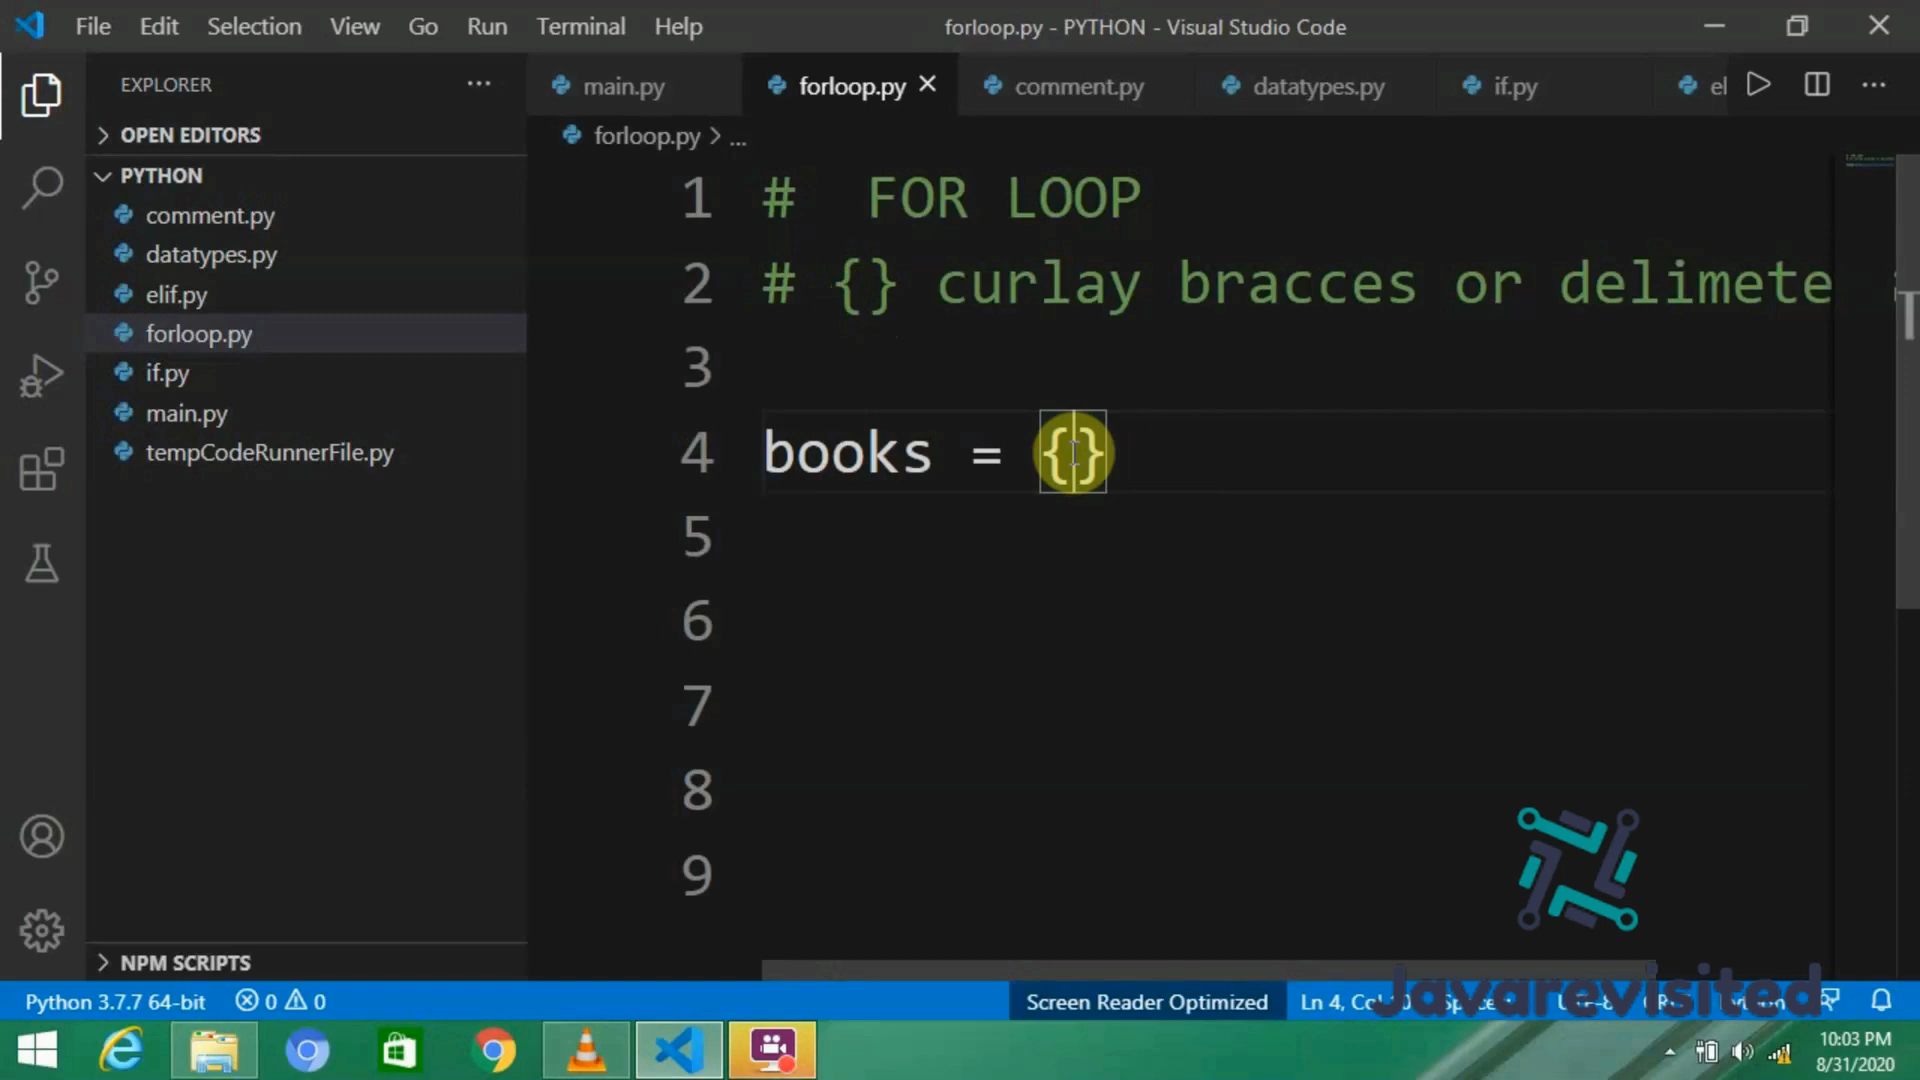 File Edit Selection View Go Run Terminal Help forloop.py - PYTHON - Visual Studio Code
EXPLORER
main.py forloop.py comment.py datatypes.py if.py el
OPEN EDITORS
forloop.py > ...
PYTHON
comment.py
datatypes.py
elif.py
forloop.py
if.py
main.py
tempCodeRunnerFile.py
1 #  FOR LOOP
2 # {} curlay bracces or delimete
3
4 books = {}
5
6
7
8
9
NPM SCRIPTS
Python 3.7.7 64-bit 0 0 Screen Reader Optimized Ln 4,
Javarevisited
10:03 PM
8/31/2020